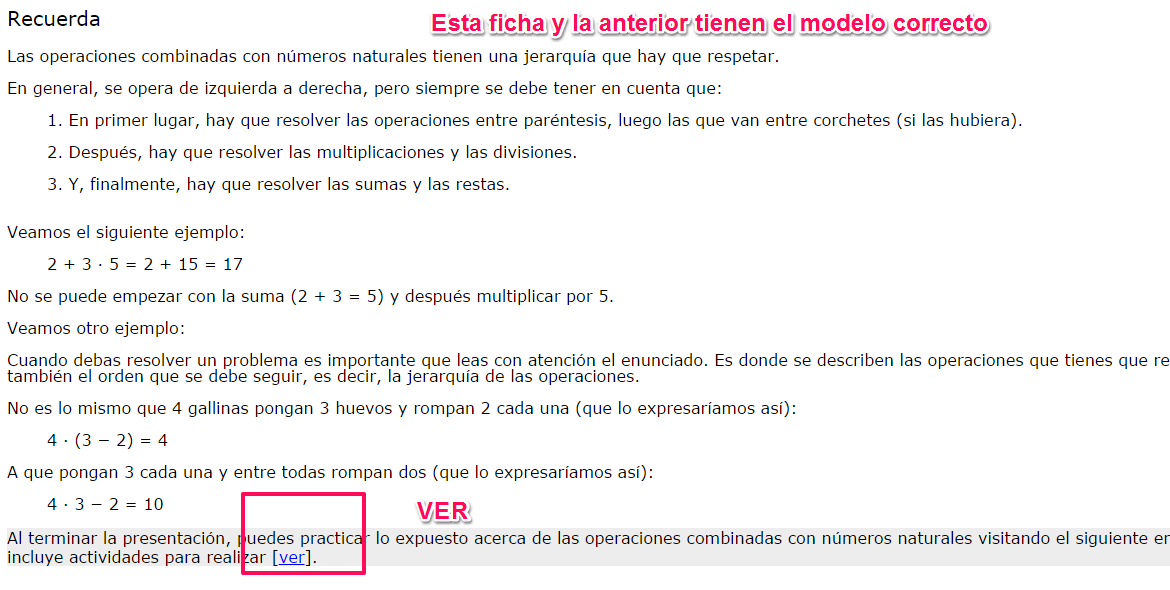 Recuerda
Esta ficha y la anterior tienen el modelo correcto
Las operaciones combinadas con números naturales tienen una jerarquía que hay que respetar.
En general, se opera de izquierda a derecha, pero siempre se debe tener en cuenta que:
1. En primer lugar, hay que resolver las operaciones entre paréntesis, luego las que van entre corchetes (si las hubiera).
2. Después, hay que resolver las multiplicaciones y las divisiones.
3. Y, finalmente, hay que resolver las sumas y las restas.
Veamos el siguiente ejemplo:
2 + 3 · 5 = 2 + 15 = 17
No se puede empezar con la suma (2 + 3 = 5) y después multiplicar por 5.
Veamos otro ejemplo:
Cuando debas resolver un problema es importante que leas con atención el enunciado. Es donde se describen las operaciones que tienes que re
también el orden que se debe seguir, es decir, la jerarquía de las operaciones.
No es lo mismo que 4 gallinas pongan 3 huevos y rompan 2 cada una (que lo expresaríamos así):
4 · (3 − 2) = 4
A que pongan 3 cada una y entre todas rompan dos (que lo expresaríamos así):
4 · 3 − 2 = 10
VER
Al terminar la presentación, puedes practicar lo expuesto acerca de las operaciones combinadas con números naturales visitando el siguiente en
incluye actividades para realizar [ver].